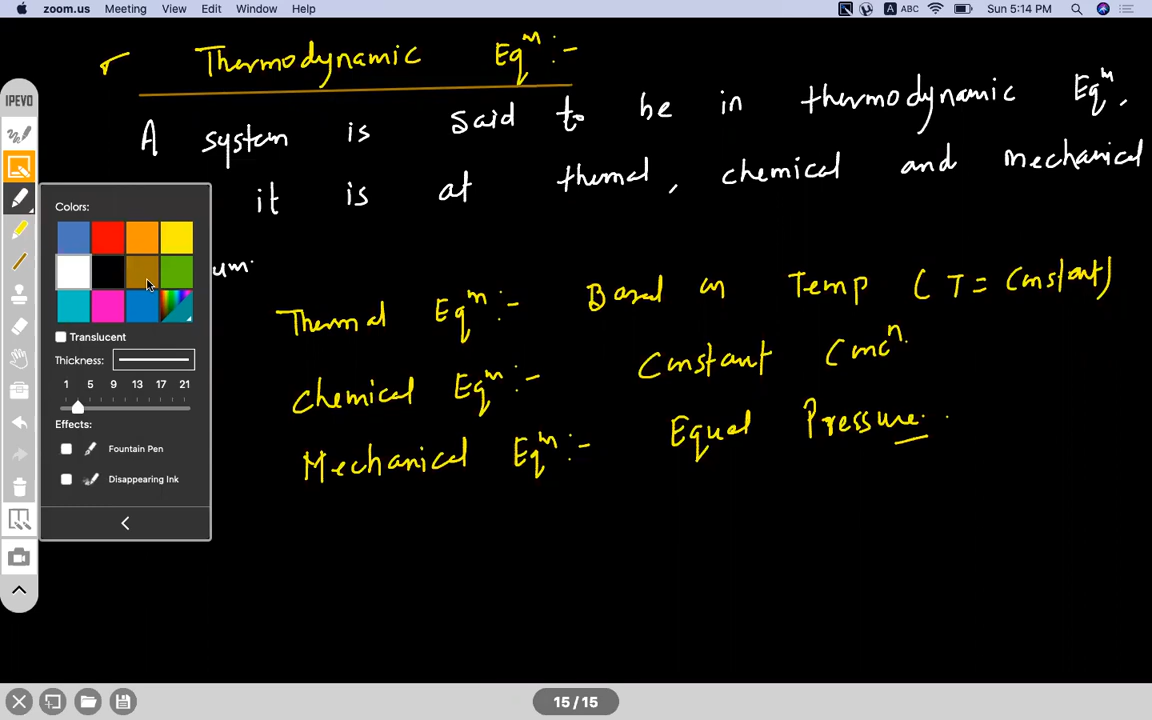 zoom.us Meeting View Edit Window Help A ABC Sun 5:14 PM
Thermodynamic Eqᵐ :-
A system is said to be in thermodynamic Eqᵐ,
it is at thermal, chemical and mechanical
um.
Thermal Eqᵐ :- Based on Temp (T = Constant)
Chemical Eqᵐ :- Constant Concⁿ.
Mechanical Eqᵐ :- Equal Pressure.
IPEVO
Colors:
Translucent
Thickness:
1 5 9 13 17 21
Effects:
Fountain Pen
Disappearing Ink
15 / 15